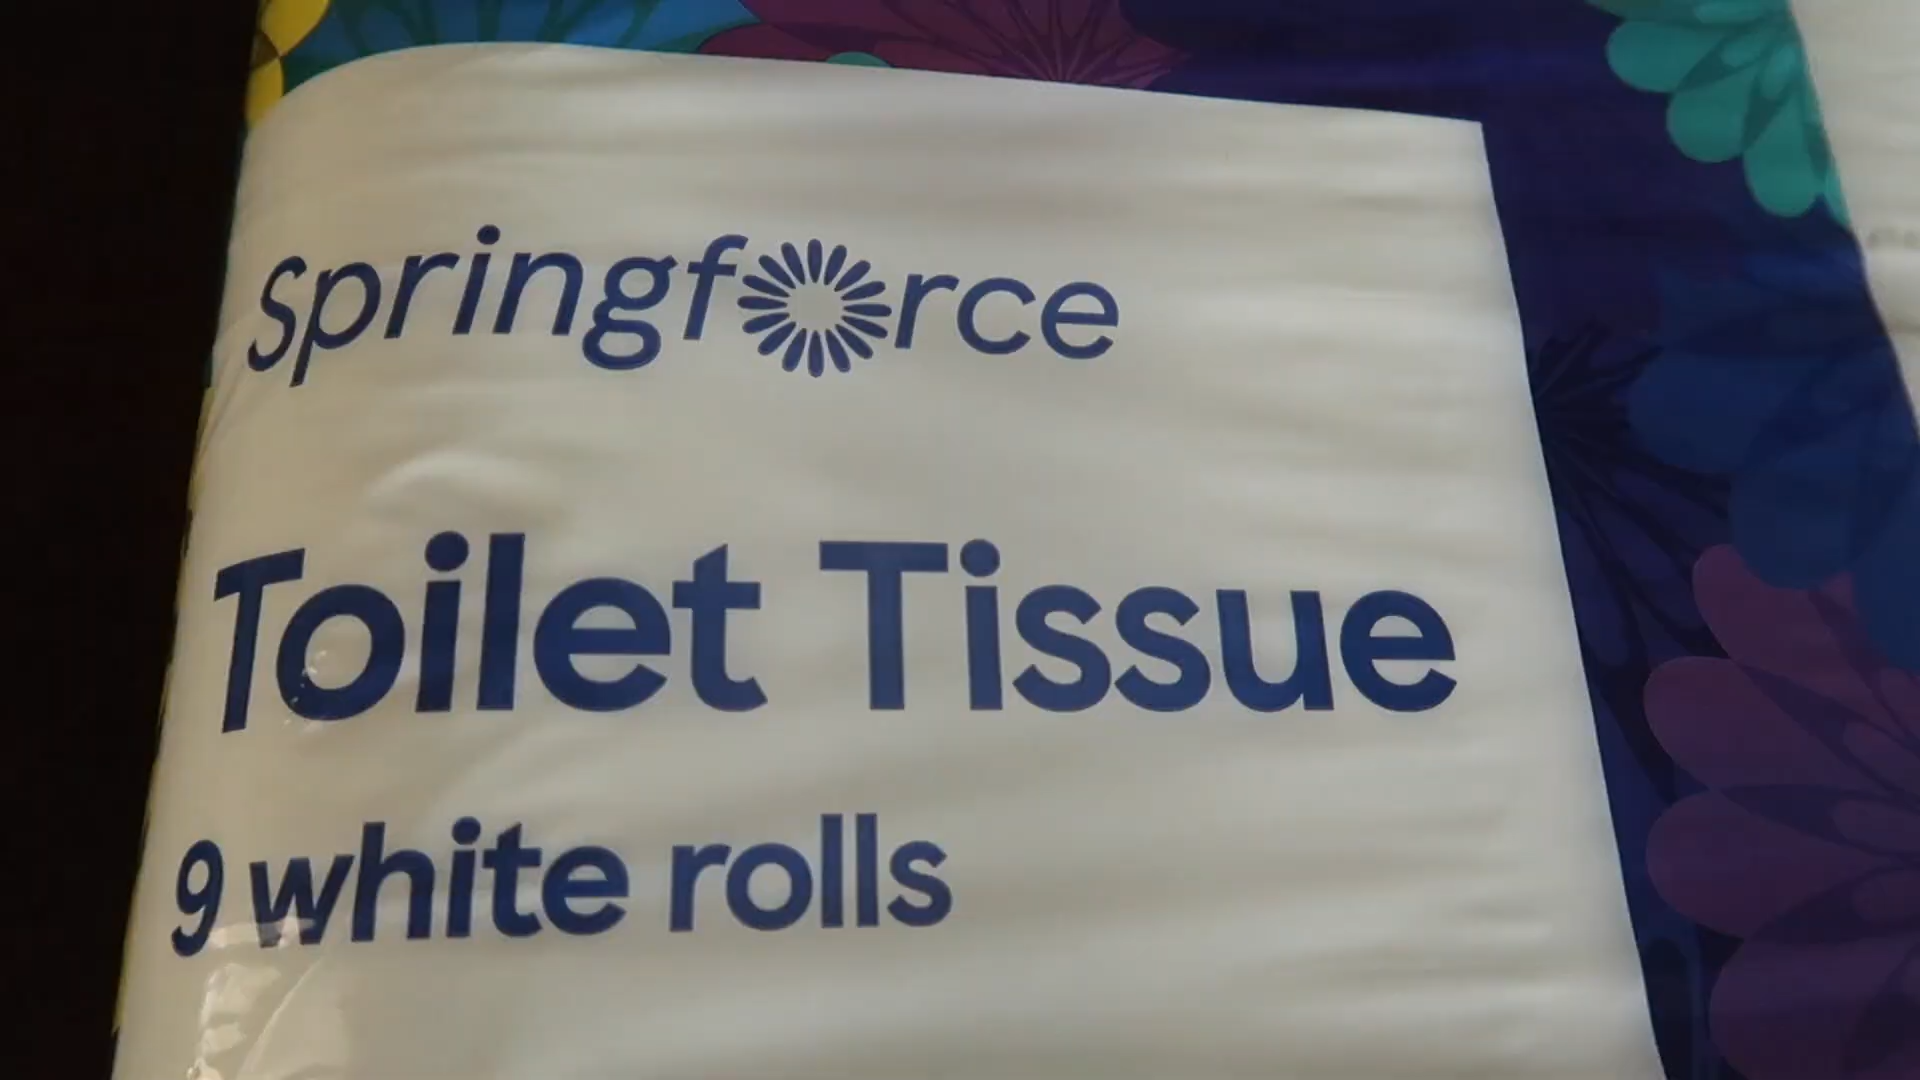 Springforce
Toilet Tissue
9 white rolls